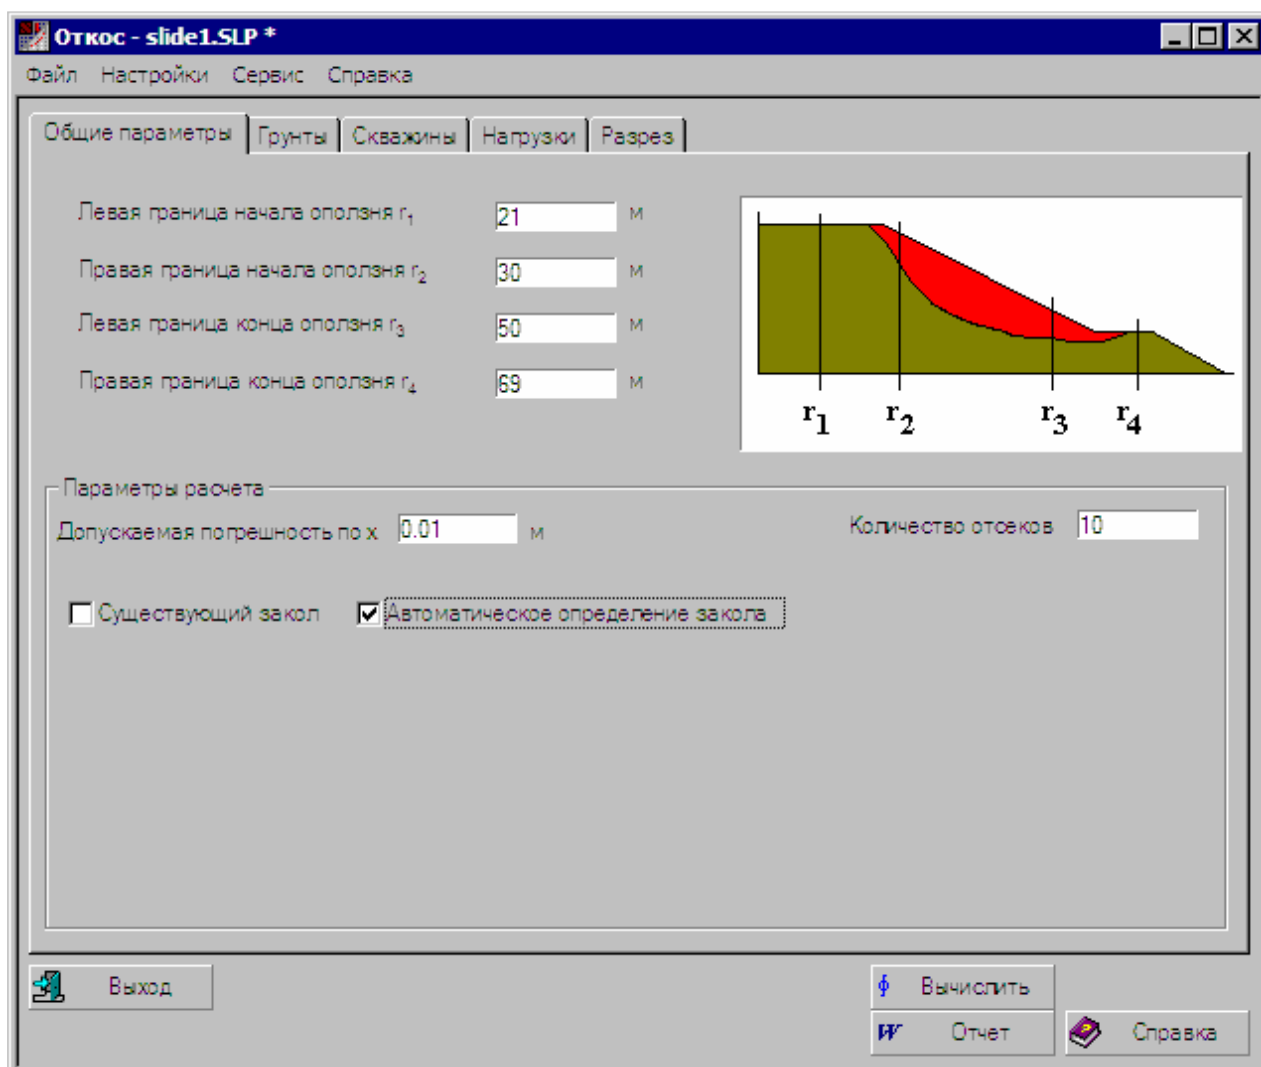 Откос - slide1.SLP *
Файл Настройки Сервис Справка
Общие параметры Грунты Скважины Нагрузки Разрез
Левая граница начала оползня r1 21 м
Правая граница начала оползня r2 30 м
Левая граница конца оползня r3 50 м
Правая граница конца оползня r4 69 м
r1 r2 r3 r4
Параметры расчета
Допускаемая погрешность по x 0.01 м Количество отсеков 10
Существующий закол Автоматическое определение закола
Выход Вычислить
W Отчет Справка